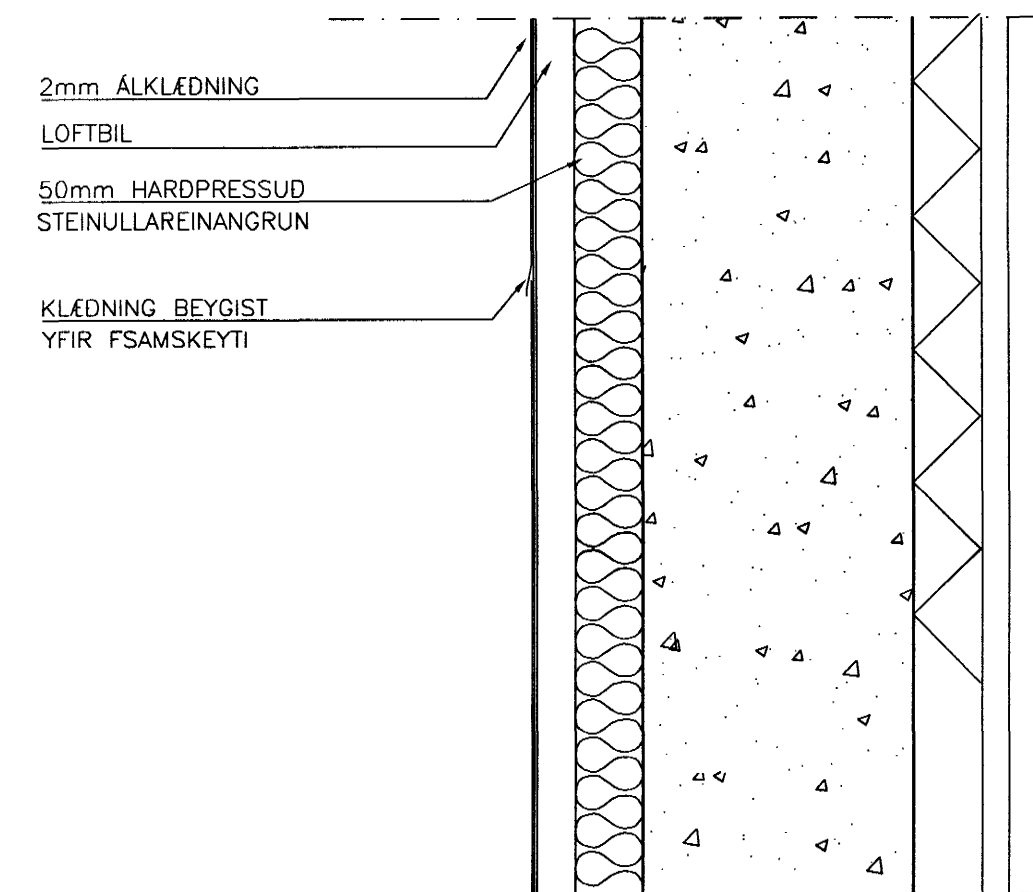 2mm ÁLKLÆDNING
LOFTBIL
50mm HARDPRESSUD
STEINULLAREINANGRUN
KLÆDNING BEYGIST
YFIR FSAMSKEYTI